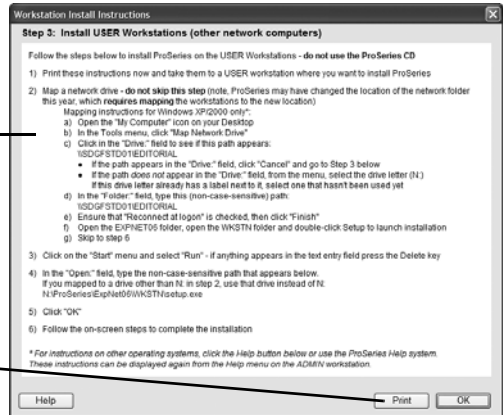 Workstation Install Instructions
Step 3: Install USER Workstations (other network computers)
Follow the steps below to install ProSeries on the USER Workstations - do not use the ProSeries CD
1) Print these instructions now and take them to a USER workstation where you want to install ProSeries
2) Map a network drive - do not skip this step (note, ProSeries may have changed the location of the network folder
this year, which requires mapping the workstations to the new location)
Mapping instructions for Windows XP/2000 only*:
a) Open the "My Computer" icon on your Desktop
b) In the Tools menu, click "Map Network Drive"
c) Click in the "Drive:" field to see if this path appears:
\\SDGFSTD01\EDITORIAL
• If the path appears in the "Drive:" field, click "Cancel" and go to Step 3 below
• If the path does not appear in the "Drive:" field, from the menu, select the drive letter (N:)
If this drive letter already has a label next to it, select one that hasn't been used yet
d) In the "Folder:" field, type this (non-case-sensitive) path:
\\SDGFSTD01\EDITORIAL
e) Ensure that "Reconnect at logon" is checked, then click "Finish"
f) Open the EXPNET06 folder, open the WKSTN folder and double-click Setup to launch installation
g) Skip to step 6
3) Click on the "Start" menu and select "Run" - if anything appears in the text entry field press the Delete key
4) In the "Open:" field, type the non-case-sensitive path that appears below.
If you mapped to a drive other than N: in step 2, use that drive instead of N:
N:\ProSeries\ExpNet06\WKSTN\setup.exe
5) Click "OK"
6) Follow the on-screen steps to complete the installation
* For instructions on other operating systems, click the Help button below or use the ProSeries Help system.
These instructions can be displayed again from the Help menu on the ADMIN workstation.
Help Print OK